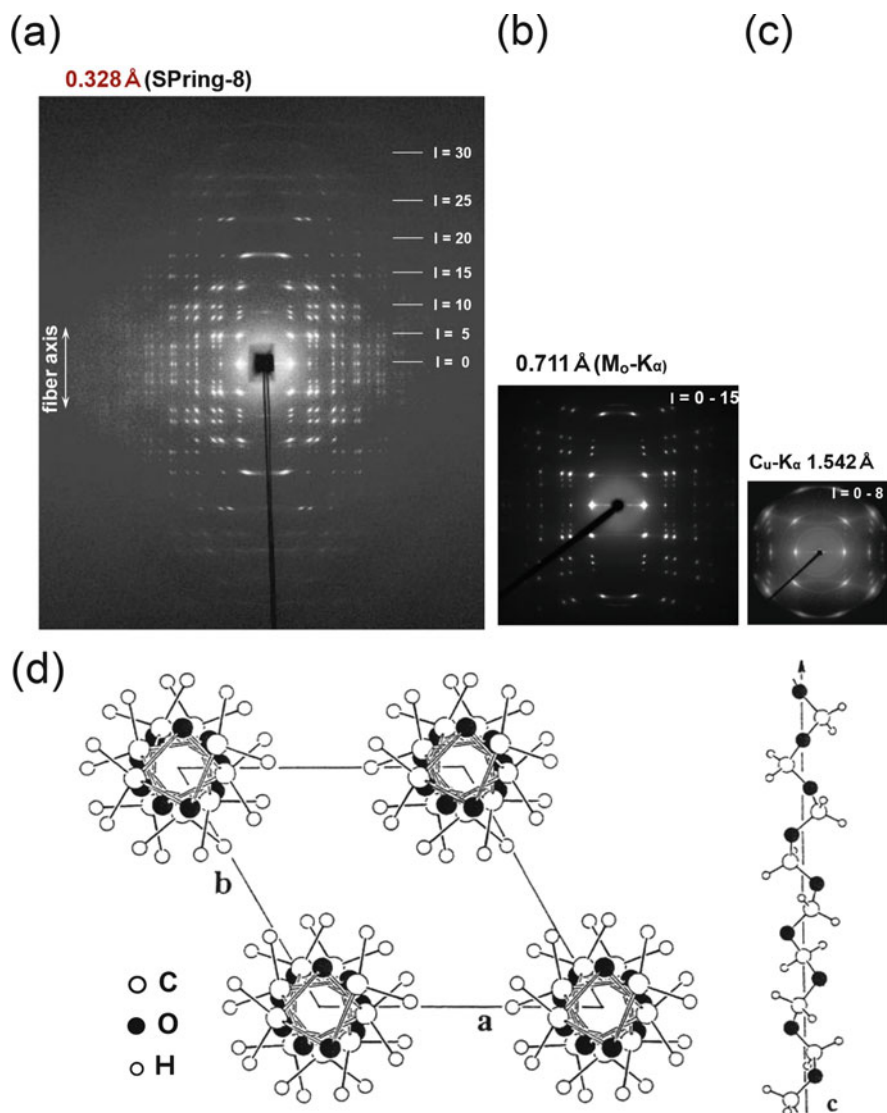 (a)
(b)
(c)
0.328 Å (SPring-8)
l = 30
l = 25
l = 20
l = 15
l = 10
l = 5
l = 0
fiber axis
0.711 Å (Mo-Kα)
l = 0 - 15
Cu-Kα 1.542 Å
l = 0 - 8
(d)
b
a
C
O
H
c